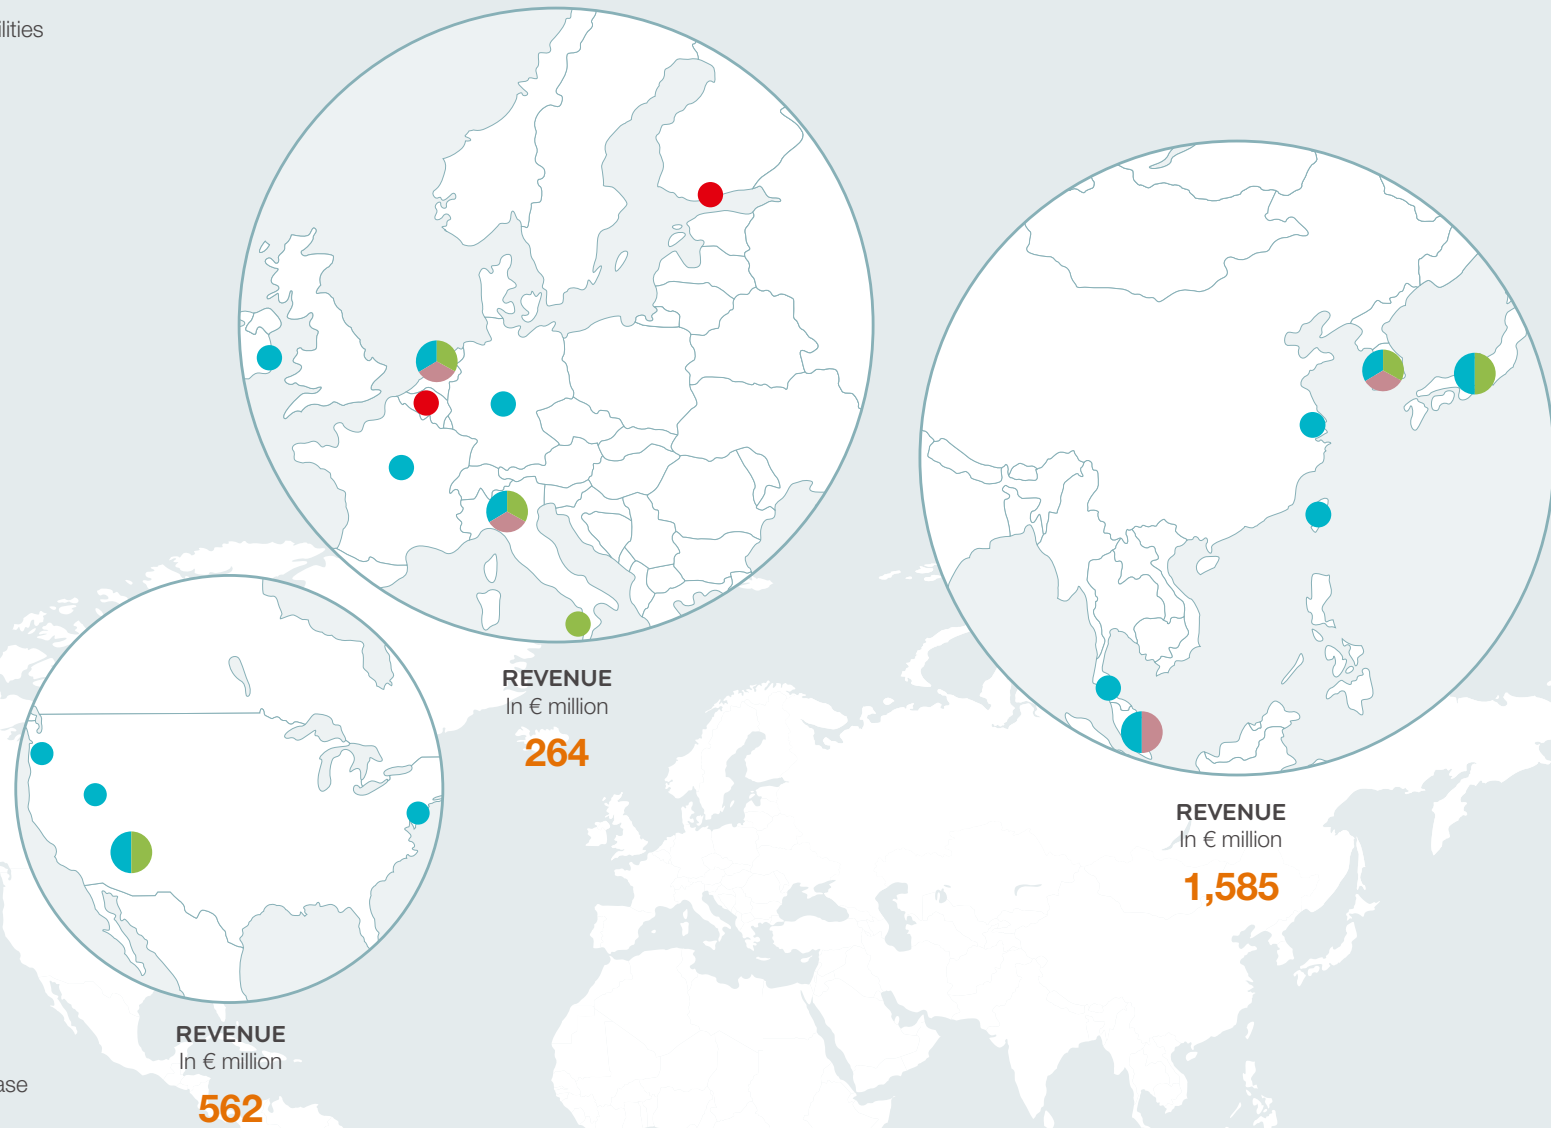 ilities
REVENUE
In € million
264
REVENUE
In € million
1,585
REVENUE
In € million
562
ase